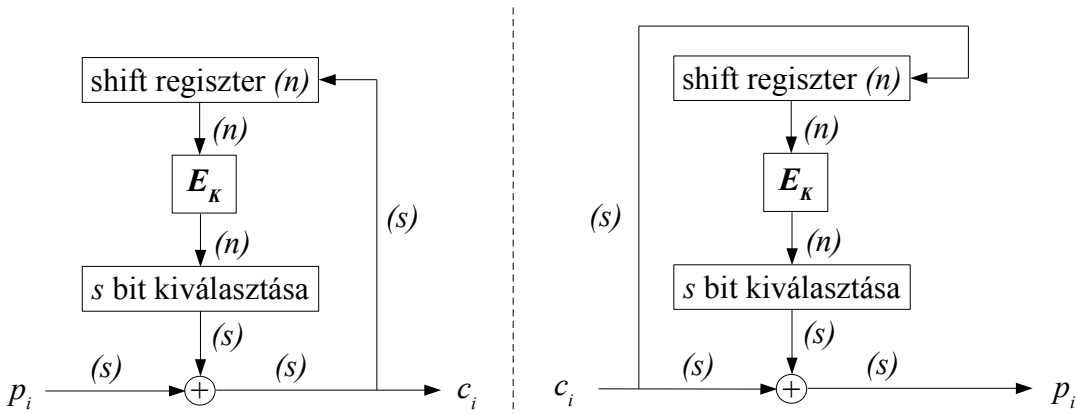 shift regiszter (n)
(n)
E_K
(n)
(s)
s bit kiválasztása
(s)
(s)
(s)
p_i
c_i
shift regiszter (n)
(n)
E_K
(s)
(n)
s bit kiválasztása
(s)
(s)
(s)
c_i
p_i